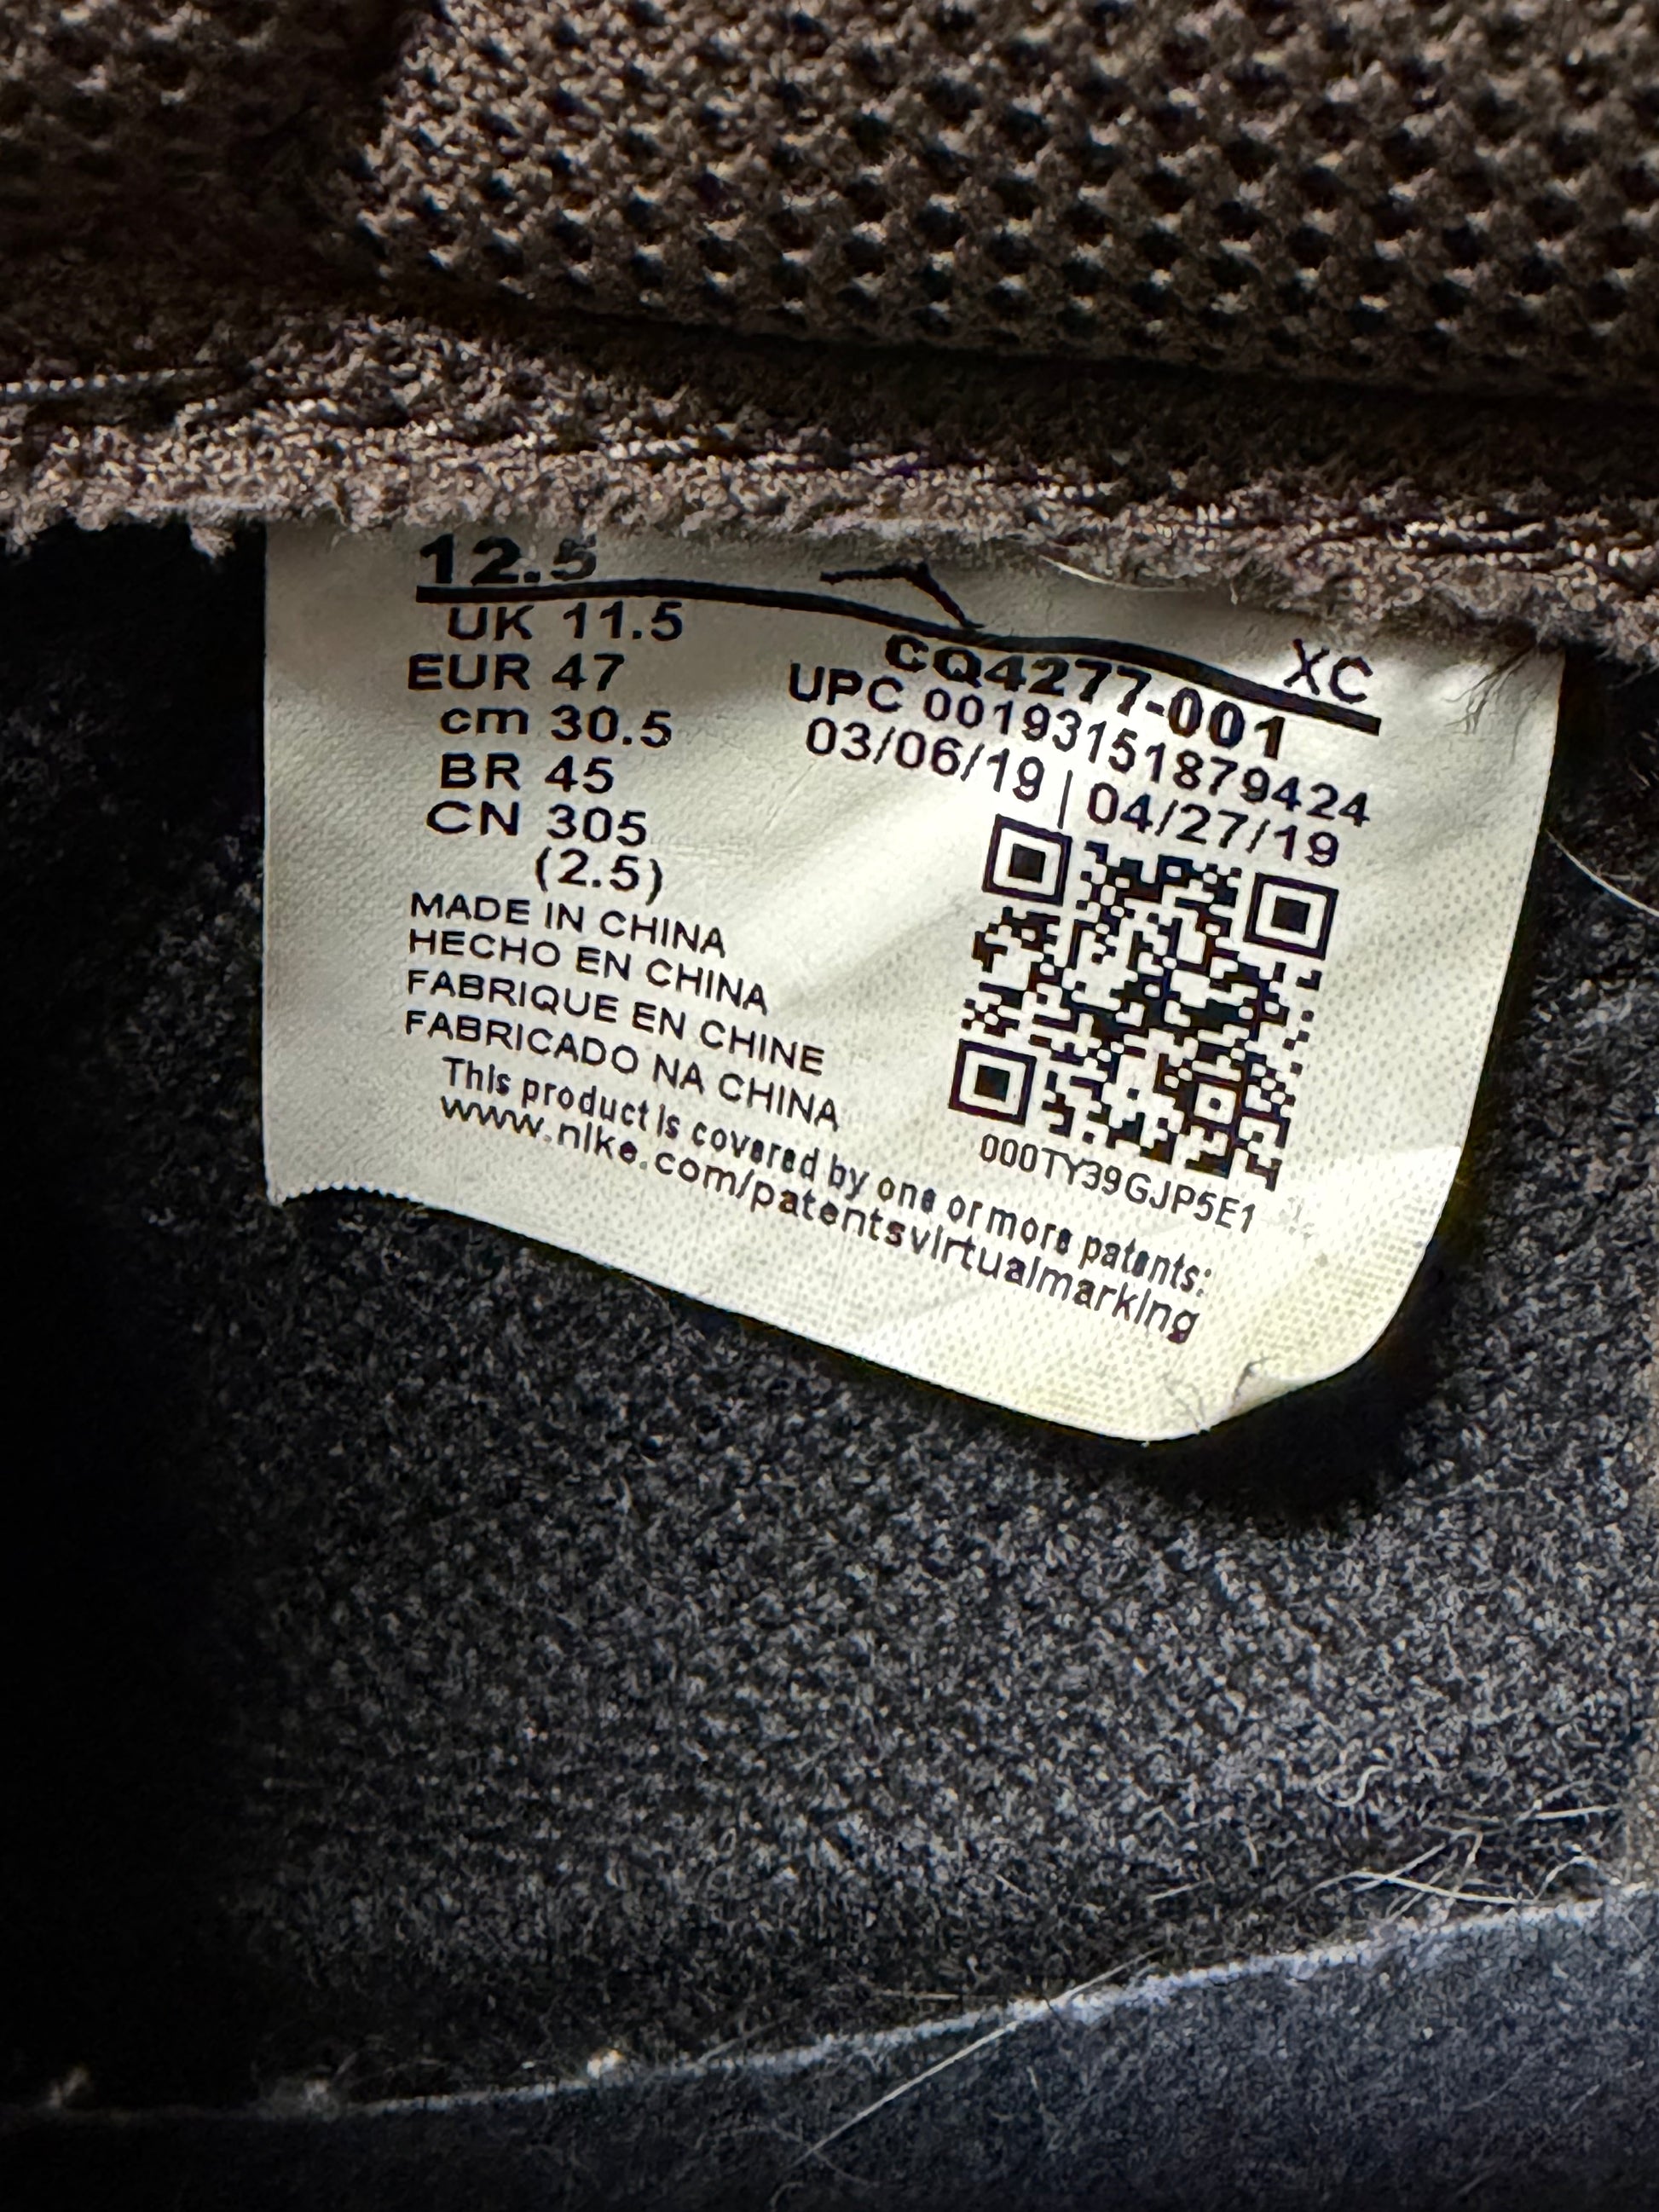 12.5
UK 11.5
EUR 47
cm 30.5
BR 45
CN 305
(2.5)
MADE IN CHINA
HECHO EN CHINA
FABRIQUE EN CHINE
FABRICADO NA CHINA
This product is covered by one or more patents:
www.nike.com/patentsvirtualmarking
XC
CQ4277-001
UPC 00193151879424
03/06/19 | 04/27/19
000TY39GJP5E1